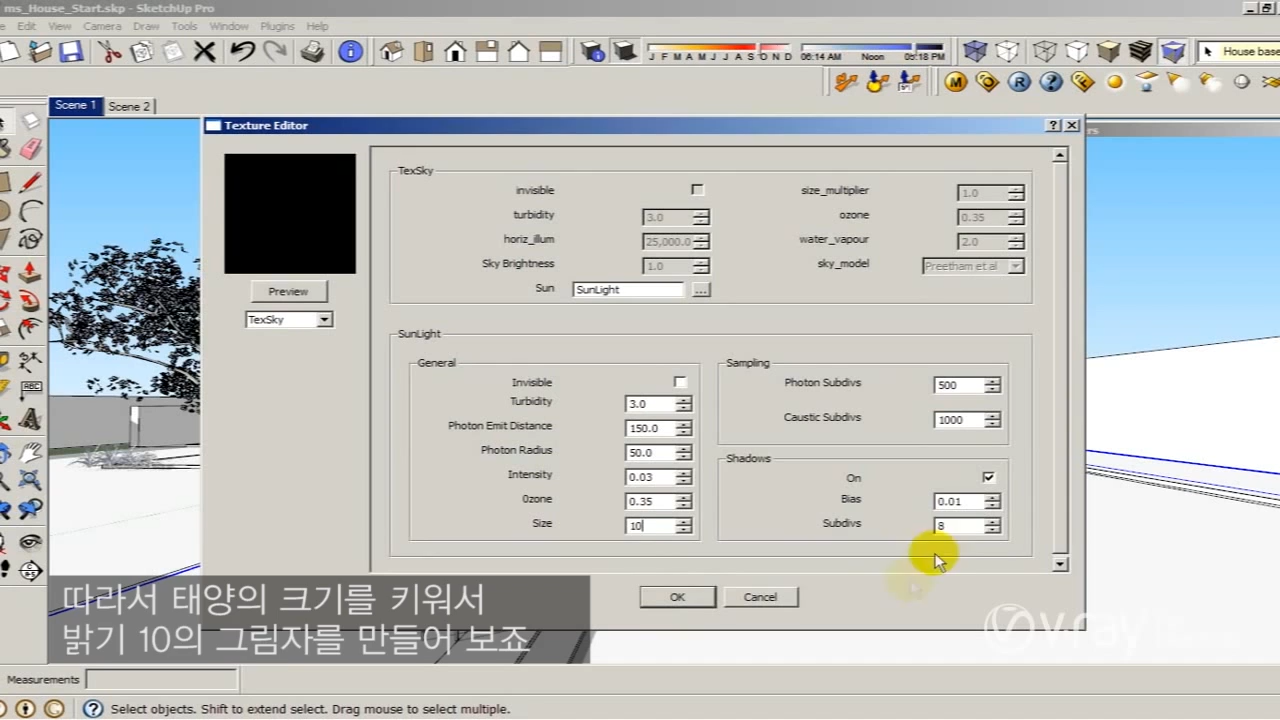 ms_House_Start.skp - SketchUp Pro
Edit View Camera Draw Tools Window Plugins Help
J F M A M J J A S O N D 06:14 AM Noon 05:18 PM House base
M O R ? E
Scene 1 Scene 2
Texture Editor
TexSky
invisible size_multiplier 1.0
turbidity 3.0 ozone 0.35
horiz_illum 25,000.0 water_vapour 2.0
Sky Brightness 1.0 sky_model Preetham et al
Sun SunLight ...
Preview
TexSky
SunLight
General Sampling
Invisible Photon Subdivs 500
Turbidity 3.0
Photon Emit Distance 150.0 Caustic Subdivs 1000
Photon Radius 50.0
Shadows
Intensity 0.03 On
Ozone 0.35 Bias 0.01
Size 10 Subdivs 8
ABC
OK Cancel
따라서 태양의 크기를 키워서
밝기 10의 그림자를 만들어 보죠
v.ray
Measurements
Select objects. Shift to extend select. Drag mouse to select multiple.